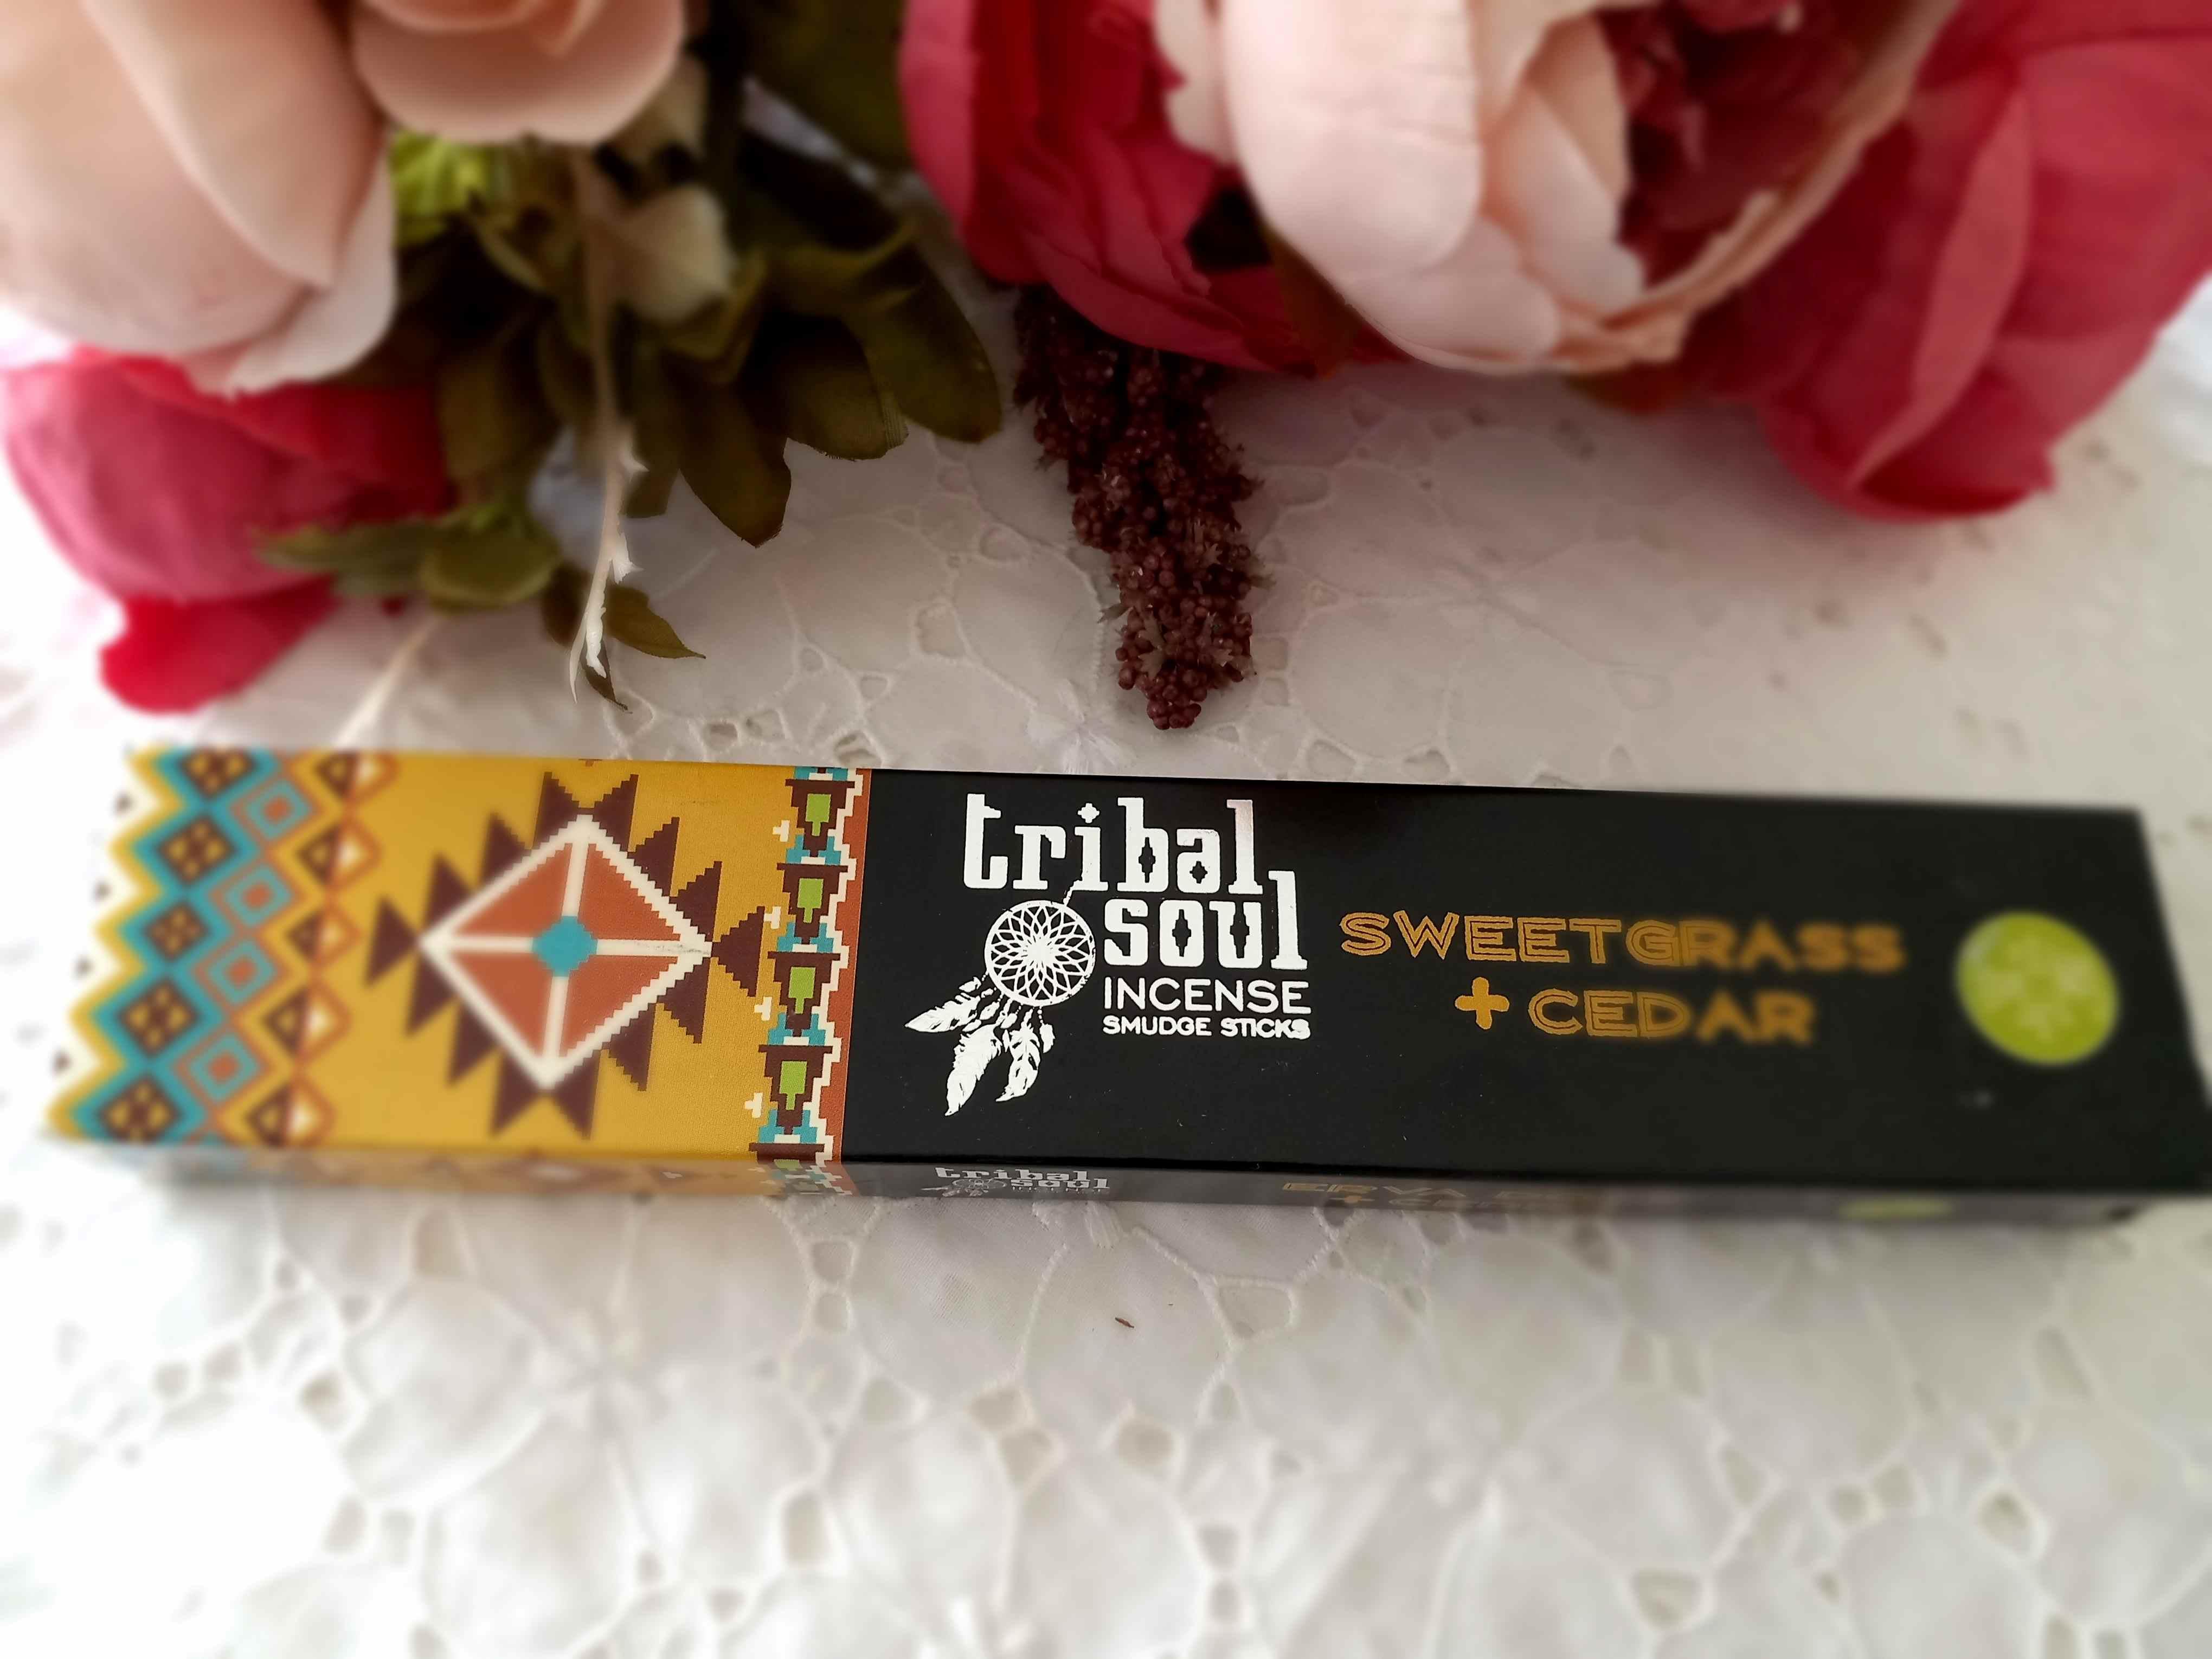 tribal
soul
INCENSE
SMUDGE STICKS
SWEETGRASS
+ CEDAR
tribal
soul
INCENSE